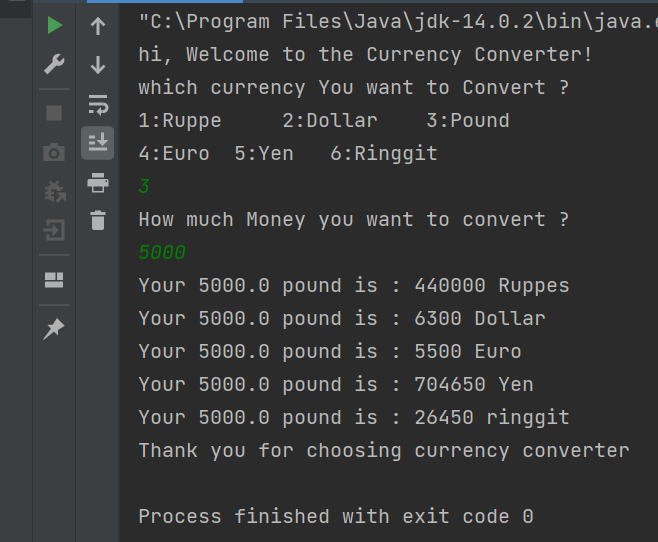 "C:\Program Files\Java\jdk-14.0.2\bin\java.e
hi, Welcome to the Currency Converter!
which currency You want to Convert ?
1:Ruppe     2:Dollar    3:Pound
4:Euro  5:Yen   6:Ringgit
3
How much Money you want to convert ?
5000
Your 5000.0 pound is : 440000 Ruppes
Your 5000.0 pound is : 6300 Dollar
Your 5000.0 pound is : 5500 Euro
Your 5000.0 pound is : 704650 Yen
Your 5000.0 pound is : 26450 ringgit
Thank you for choosing currency converter
Process finished with exit code 0